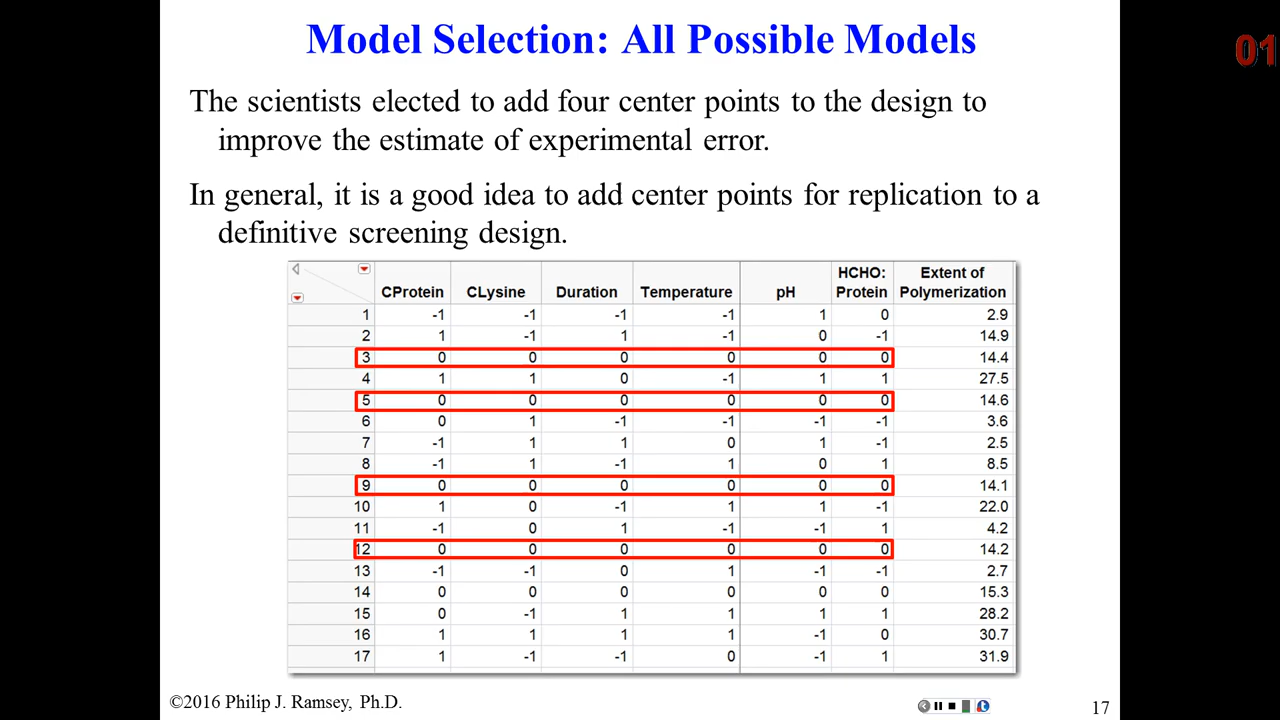 Model Selection: All Possible Models
01
The scientists elected to add four center points to the design to
improve the estimate of experimental error.
In general, it is a good idea to add center points for replication to a
definitive screening design.
CProtein CLysine Duration Temperature pH HCHO: Protein Extent of Polymerization
1 -1 -1 -1 -1 1 0 2.9
2 1 -1 1 -1 0 -1 14.9
3 0 0 0 0 0 0 14.4
4 1 1 0 -1 1 1 27.5
5 0 0 0 0 0 0 14.6
6 0 1 -1 -1 -1 -1 3.6
7 -1 1 1 0 1 -1 2.5
8 -1 1 -1 1 0 1 8.5
9 0 0 0 0 0 0 14.1
10 1 0 -1 1 1 -1 22.0
11 -1 0 1 -1 -1 1 4.2
12 0 0 0 0 0 0 14.2
13 -1 -1 0 1 -1 -1 2.7
14 0 0 0 0 0 0 15.3
15 0 -1 1 1 1 1 28.2
16 1 1 1 1 -1 0 30.7
17 1 -1 -1 0 -1 1 31.9
©2016 Philip J. Ramsey, Ph.D.
17